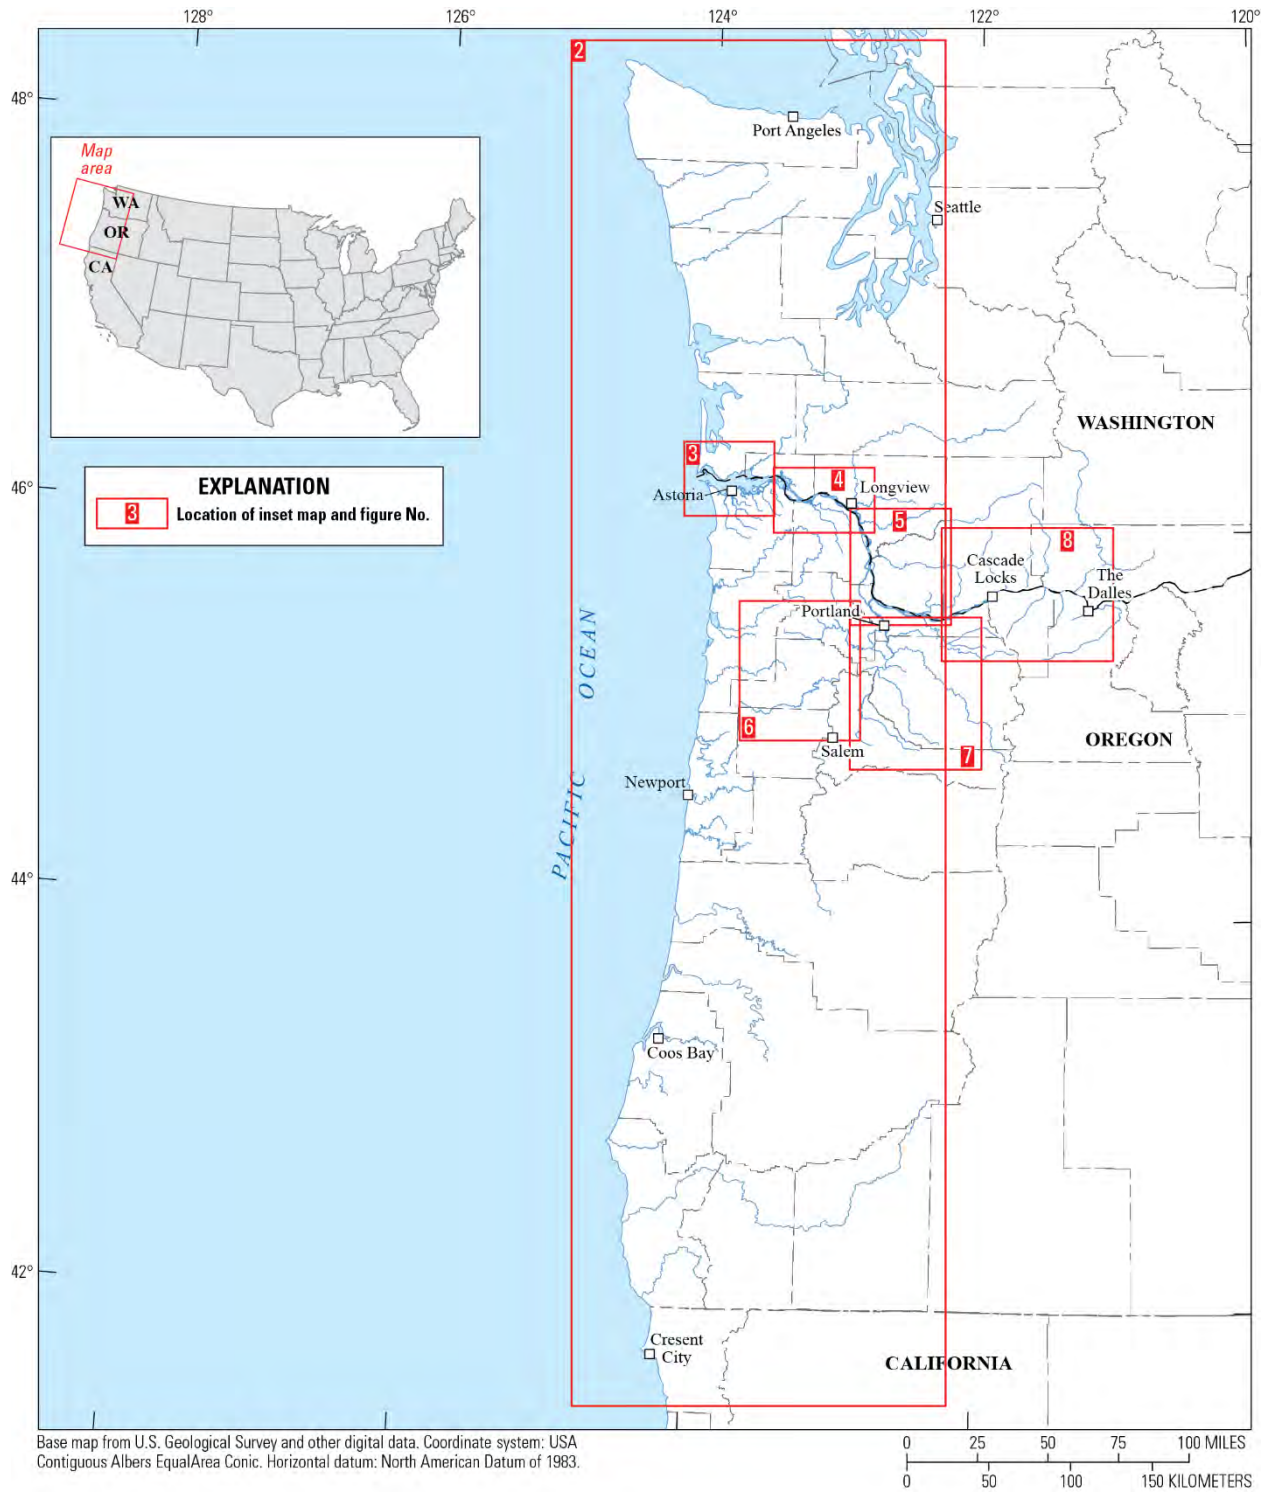 128°
126°
124°
122°
120°
2
48°
Port Angeles
Map
area
WA
OR
CA
Seattle
WASHINGTON
3
46°
4
Longview
Astoria
EXPLANATION
3
Location of inset map and figure No.
5
8
Cascade
Locks
The
Dalles
Portland
PACIFIC OCEAN
6
Salem
7
OREGON
Newport
44°
Coos Bay
42°
Cresent
City
CALIFORNIA
Base map from U.S. Geological Survey and other digital data. Coordinate system: USA
Contiguous Albers EqualArea Conic. Horizontal datum: North American Datum of 1983.
0 25 50 75 100 MILES
0 50 100 150 KILOMETERS